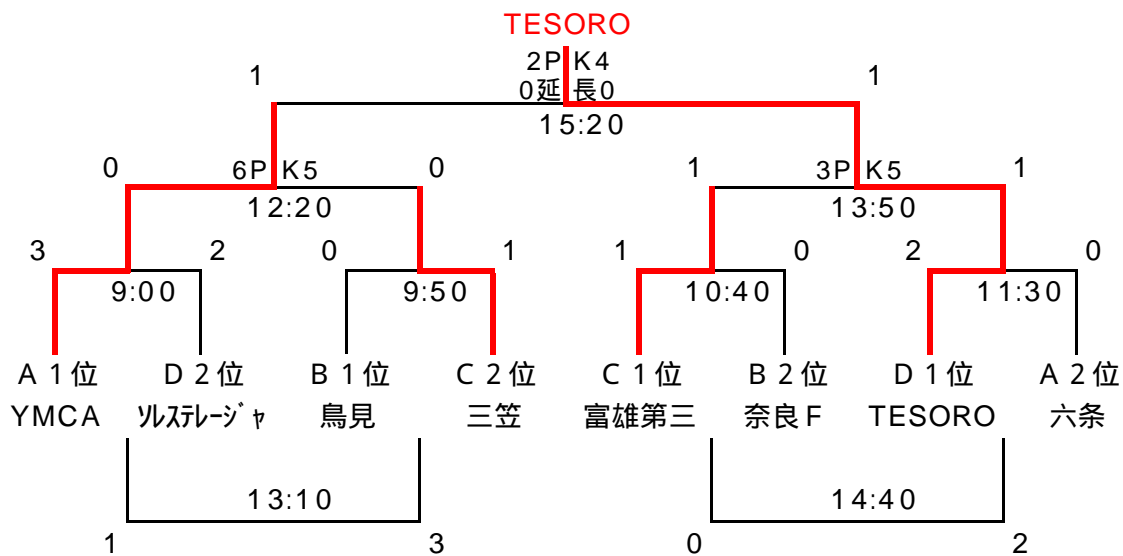 TESORO
2PK4
1 0延長0 1
15:20
0 6PK5 0 1 3PK5 1
12:20 13:50
3 2 0 1 1 0 2 0
9:00 9:50 10:40 11:30
A1位 D2位 B1位 C2位 C1位 B2位 D1位 A2位
YMCA ソレステレージャ 鳥見 三笠 富雄第三 奈良F TESORO 六条
13:10 14:40
1 3 0 2